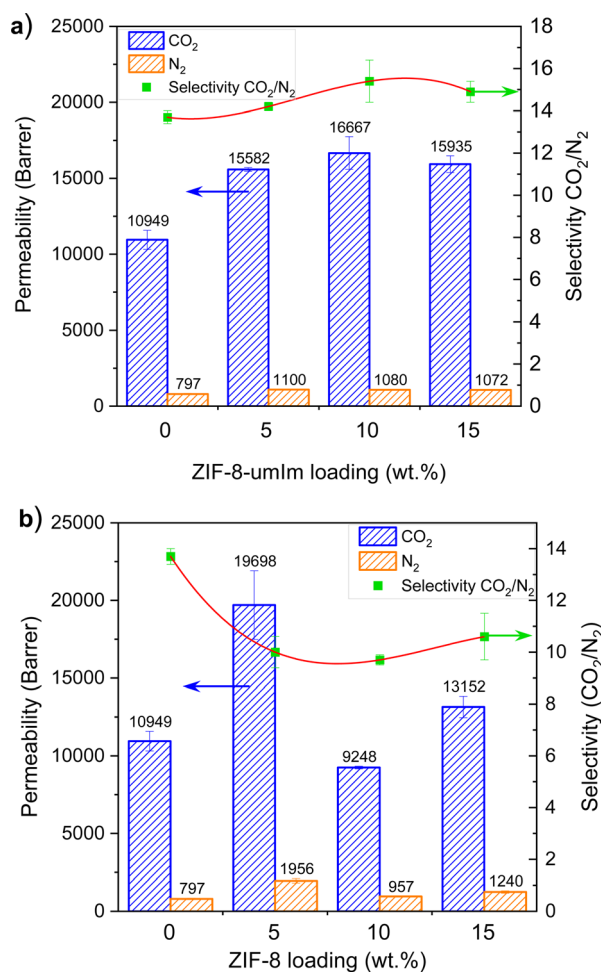 a)
25000
20000
15000
10000
5000
0
Permeability (Barrer)
CO₂
N₂
Selectivity CO₂/N₂
10949
797
15582
1100
16667
1080
15935
1072
18
16
14
12
10
8
6
4
2
0
Selectivity CO₂/N₂
0 5 10 15
ZIF-8-umIm loading (wt.%)
b)
25000
20000
15000
10000
5000
0
Permeability (Barrer)
CO₂
N₂
Selectivity CO₂/N₂
10949
797
19698
1956
9248
957
13152
1240
14
12
10
8
6
4
2
0
Selectivity (CO₂/N₂)
0 5 10 15
ZIF-8 loading (wt.%)